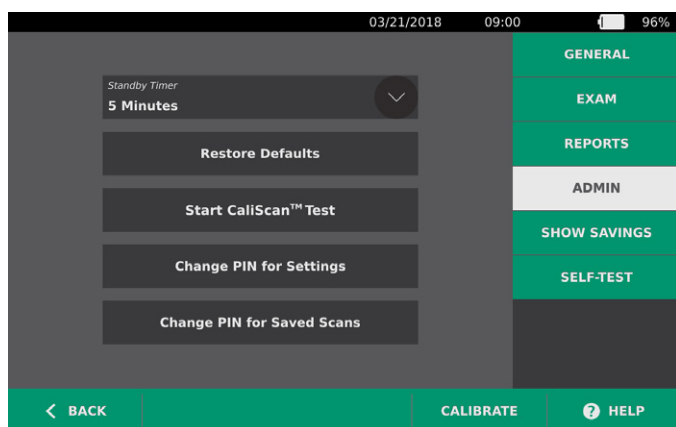 03/21/2018 09:00 96%
GENERAL
Standby Timer
5 Minutes
EXAM
Restore Defaults
REPORTS
ADMIN
Start CaliScan™ Test
SHOW SAVINGS
Change PIN for Settings
SELF-TEST
Change PIN for Saved Scans
BACK
CALIBRATE
? HELP